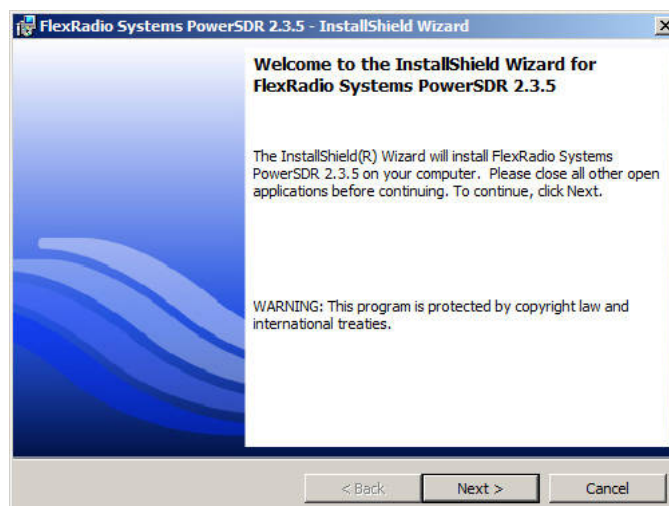 FlexRadio Systems PowerSDR 2.3.5 - InstallShield Wizard
Welcome to the InstallShield Wizard for
FlexRadio Systems PowerSDR 2.3.5
The InstallShield(R) Wizard will install FlexRadio Systems
PowerSDR 2.3.5 on your computer.  Please close all other open
applications before continuing. To continue, click Next.
WARNING: This program is protected by copyright law and
international treaties.
< Back Next > Cancel